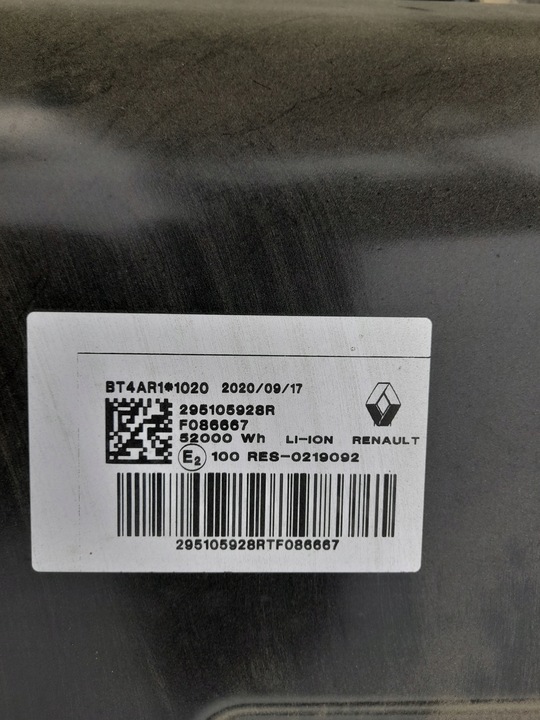 BT4AR1*1020 2020/09/17
295105928R
F086667
52000 Wh LI-ION RENAULT
E2 100 RES-0219092
295105928RTF086667